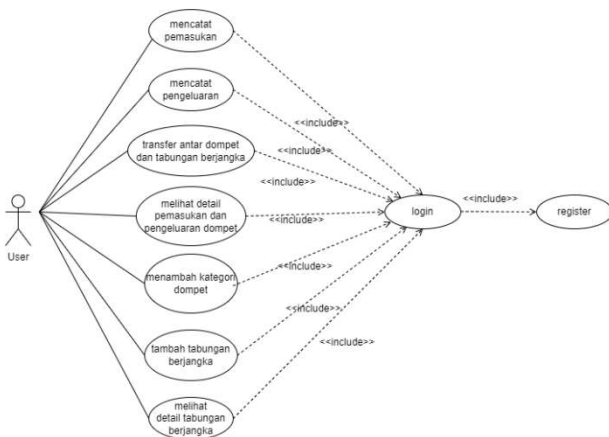 mencatat
pemasukan
mencatat
pengeluaran
<<include>>
transfer antar dompet
dan tabungan berjangka
<<include>>
<<include>>
melihat detail
pemasukan dan
pengeluaran dompet
<<include>>
login
<<include>>
register
User
menambah kategori
dompet
<<include>>
<<include>>
tambah tabungan
berjangka
<<include>>
melihat
detail tabungan
berjangka